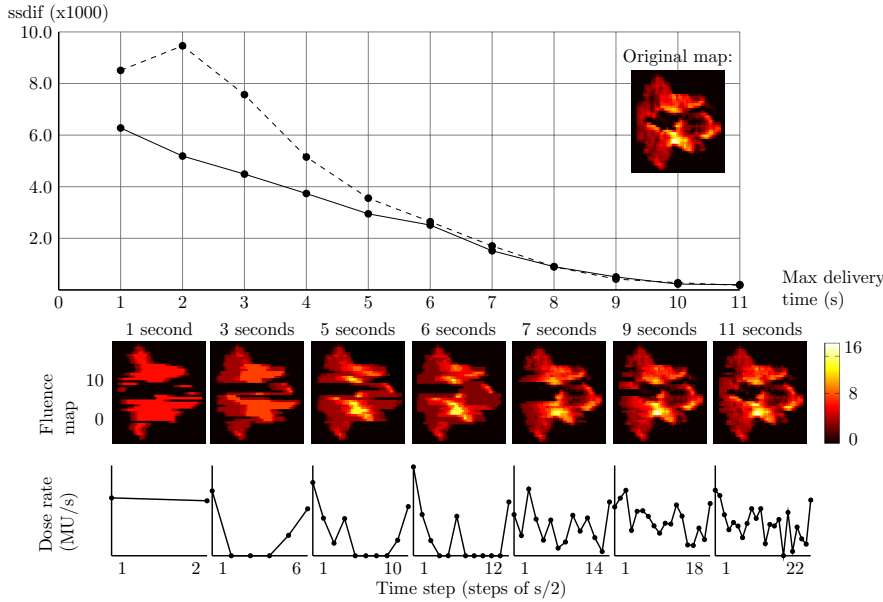 ssdif (x1000)
10.0
8.0
6.0
4.0
2.0
Original map:
0 1 2 3 4 5 6 7 8 9 10 11
Max delivery
time (s)
1 second 3 seconds 5 seconds 6 seconds 7 seconds 9 seconds 11 seconds
Fluence
map
10
0
16
8
0
Dose rate
(MU/s)
1 2 1 6 1 10 1 12 1 14 1 18 1 22
Time step (steps of s/2)